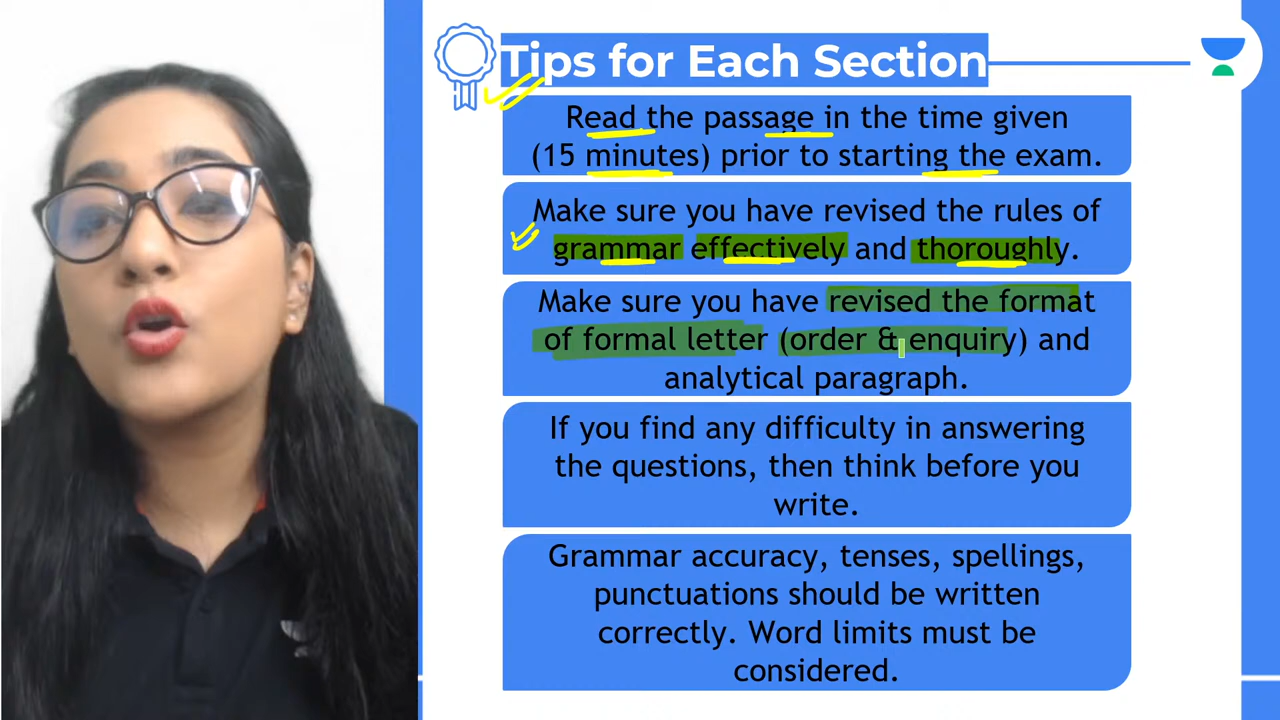 Tips for Each Section
Read the passage in the time given
(15 minutes) prior to starting the exam.
Make sure you have revised the rules of
grammar effectively and thoroughly.
Make sure you have revised the format
of formal letter (order & enquiry) and
analytical paragraph.
If you find any difficulty in answering
the questions, then think before you
write.
Grammar accuracy, tenses, spellings,
punctuations should be written
correctly. Word limits must be
considered.